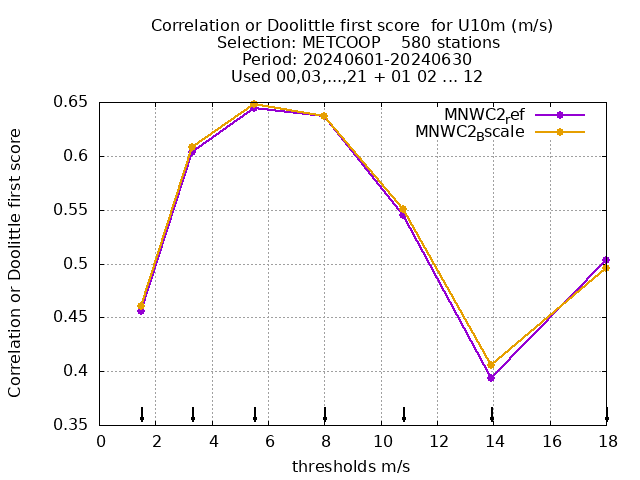 Correlation or Doolittle first score  for U10m (m/s)
Selection: METCOOP    580 stations
Period: 20240601-20240630
Used 00,03,...,21 + 01 02 ... 12
Correlation or Doolittle first score
0.65
0.6
0.55
0.5
0.45
0.4
0.35
MNWC2ref
MNWC2Bscale
0 2 4 6 8 10 12 14 16 18
thresholds m/s